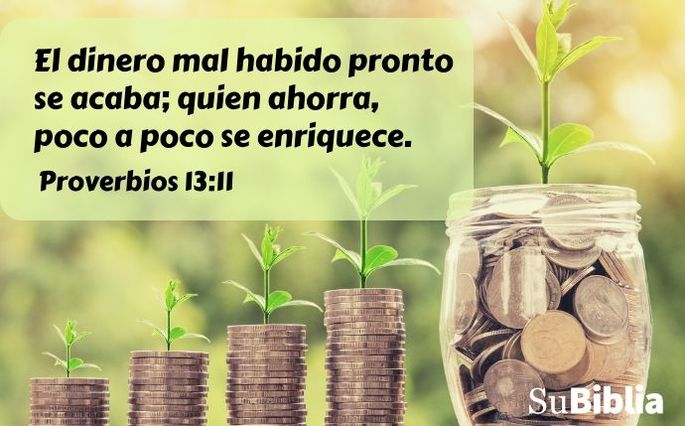 El dinero mal habido pronto
se acaba; quien ahorra,
poco a poco se enriquece.
Proverbios 13:11
SuBiblia